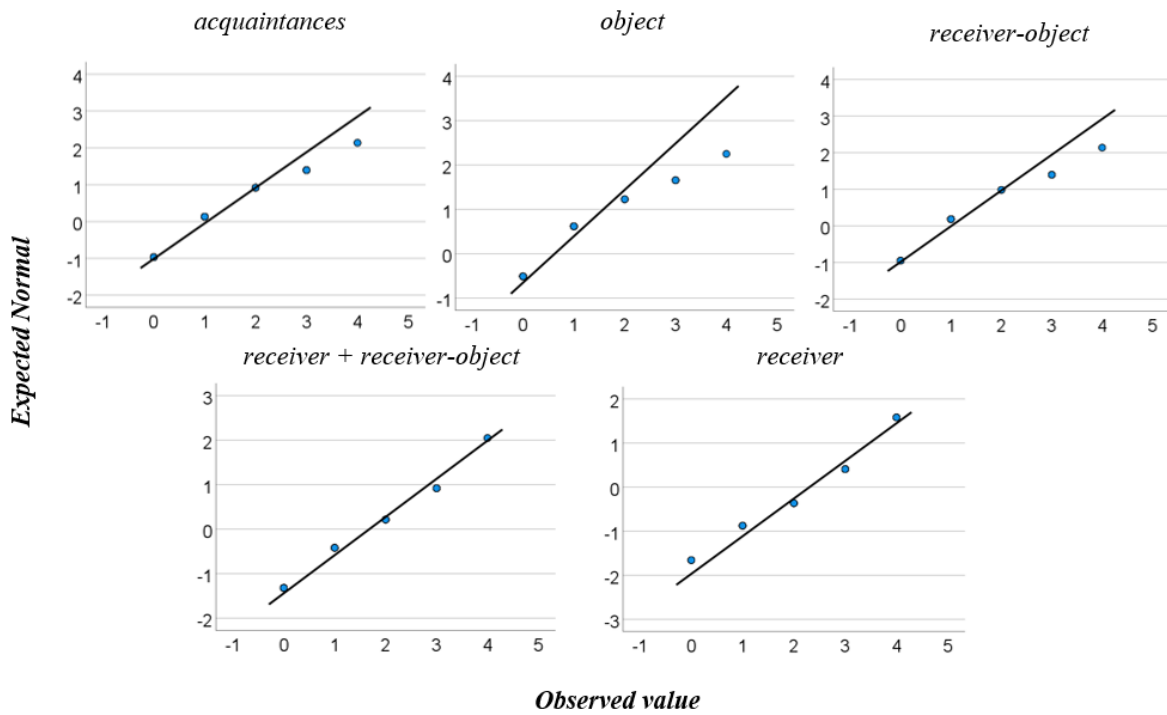 acquaintances
object
receiver-object
4
3
2
1
0
-1
-2
-1 0 1 2 3 4 5
4
3
2
1
0
-1
-1 0 1 2 3 4 5
4
3
2
1
0
-1
-2
-1 0 1 2 3 4 5
Expected Normal
receiver + receiver-object
receiver
3
2
1
0
-1
-2
-1 0 1 2 3 4 5
2
1
0
-1
-2
-3
-1 0 1 2 3 4 5
Observed value